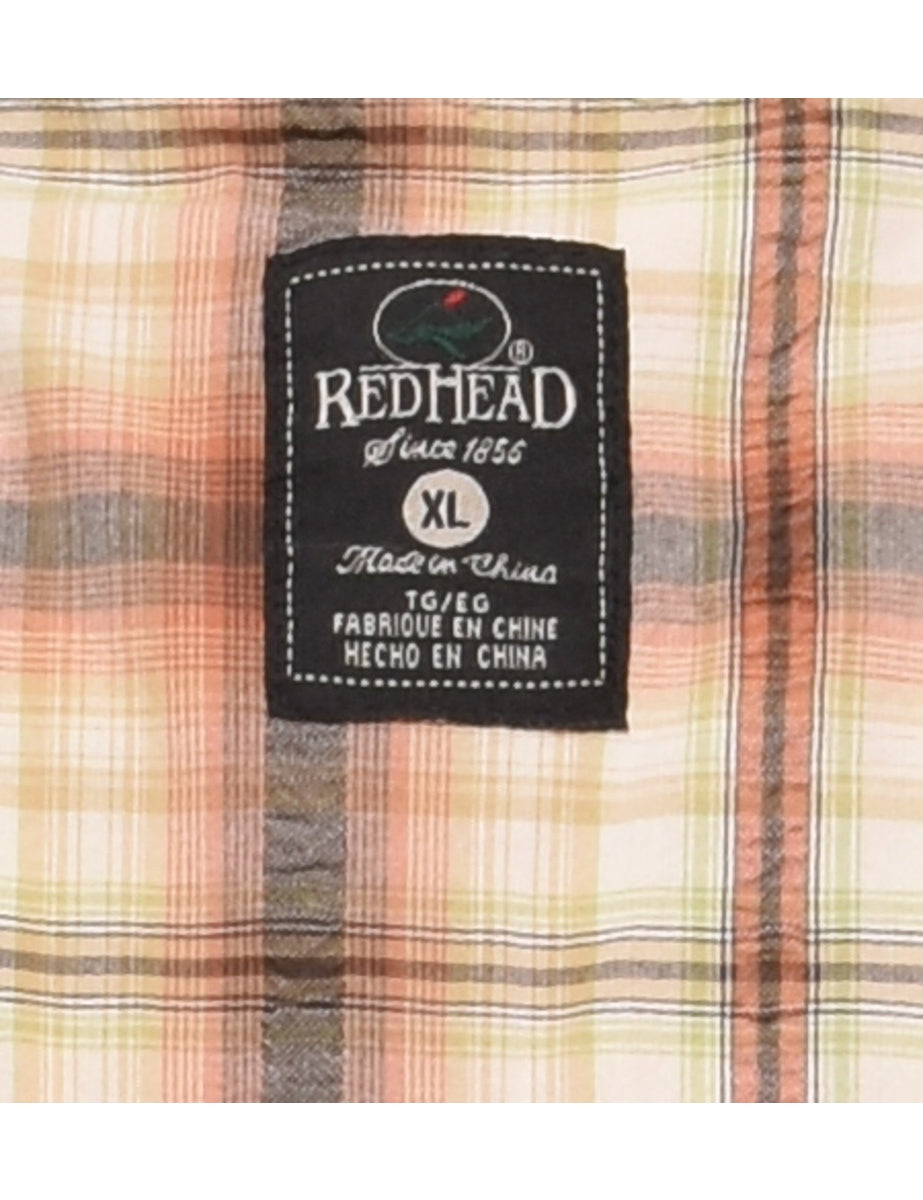 ®
REDHEAD
Since 1856
XL
Made in China
TG/EG
FABRIQUE EN CHINE
HECHO EN CHINA